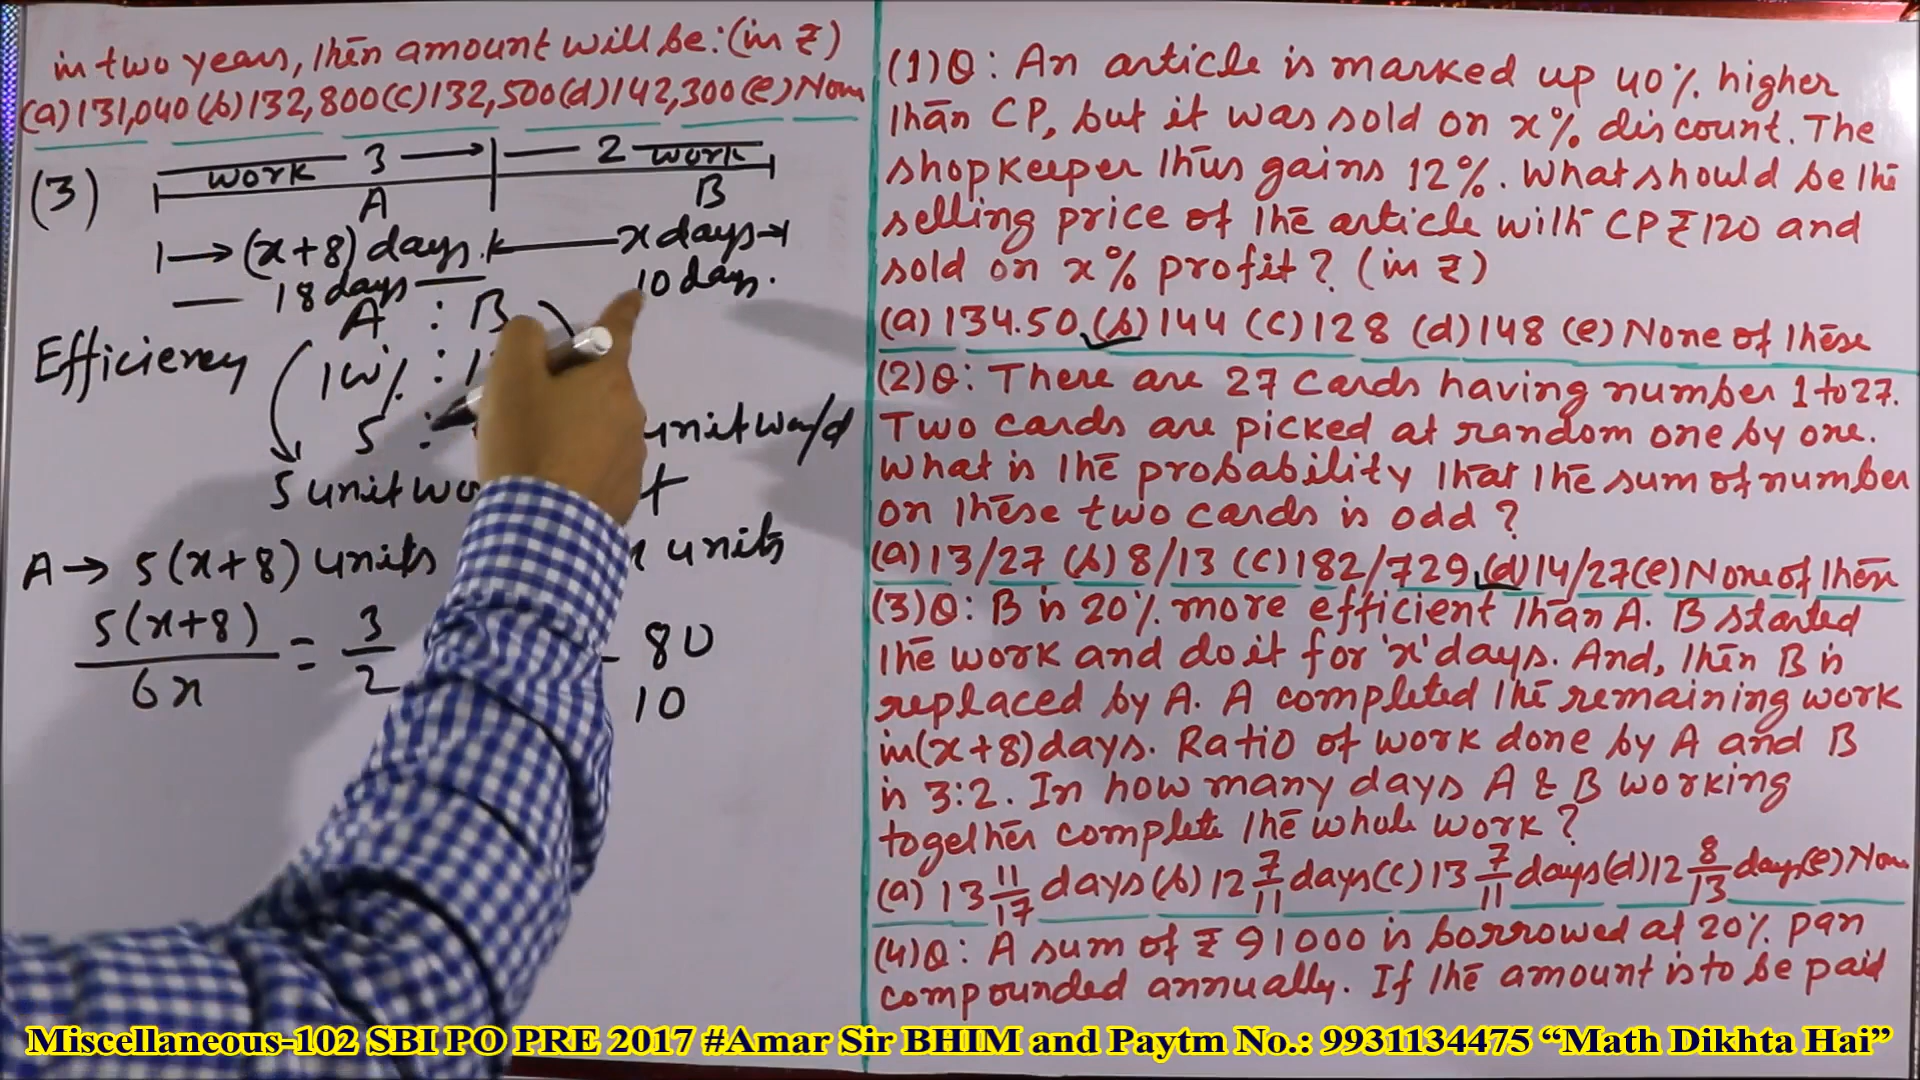 in two years, then amount will be: (in ₹)
(a) 131,040 (b) 132,800 (c) 132,500 (d) 142,300 (e) None
(3)
work 3 2 work
A B
1 → (x+8) days x days
18 days 10 days.
A : B
Efficiency
5 :
5 unit unit wo/d
A → 5(x+8) units x units
5(x+8)/6x = 3/2 80
10
(1)Q: An article is marked up 40% higher
than CP, but it was sold on x% discount. The
shopkeeper thus gains 12%. What should be the
selling price of the article with CP ₹ 120 and
sold on x% profit? (in ₹)
(a) 134.50 (b) 144 (c) 128 (d) 148 (e) None of these
(2)Q: There are 27 cards having number 1 to 27.
Two cards are picked at random one by one.
What is the probability that the sum of number
on these two cards is odd?
(a) 13/27 (b) 8/13 (c) 182/729 (d) 14/27 (e) None of these
(3)Q: B is 20% more efficient than A. B started
the work and do it for 'x' days. And, then B is
replaced by A. A completed the remaining work
in (x+8) days. Ratio of work done by A and B
is 3:2. In how many days A & B working
together complete the whole work?
(a) 13 11/17 days (b) 12 7/11 days (c) 13 7/11 days (d) 12 8/13 days (e) None
(4)Q: A sum of ₹ 91000 is borrowed at 20% pan
compounded annually. If the amount is to be paid
Miscellaneous-102 SBI PO PRE 2017 #Amar Sir BHIM and Paytm No.: 9931134475 “Math Dikhta Hai”